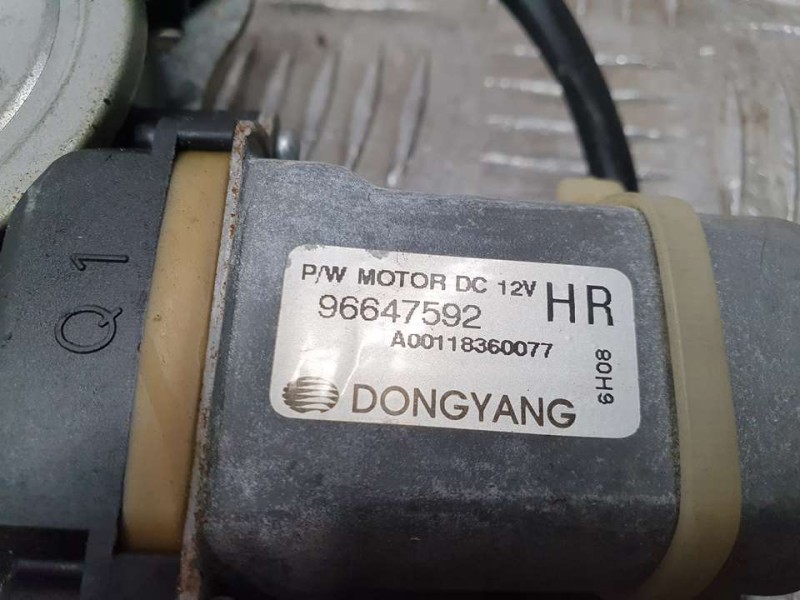 Q1
P/W MOTOR DC 12V
HR
96647592
A00118360077
6H08
DONGYANG